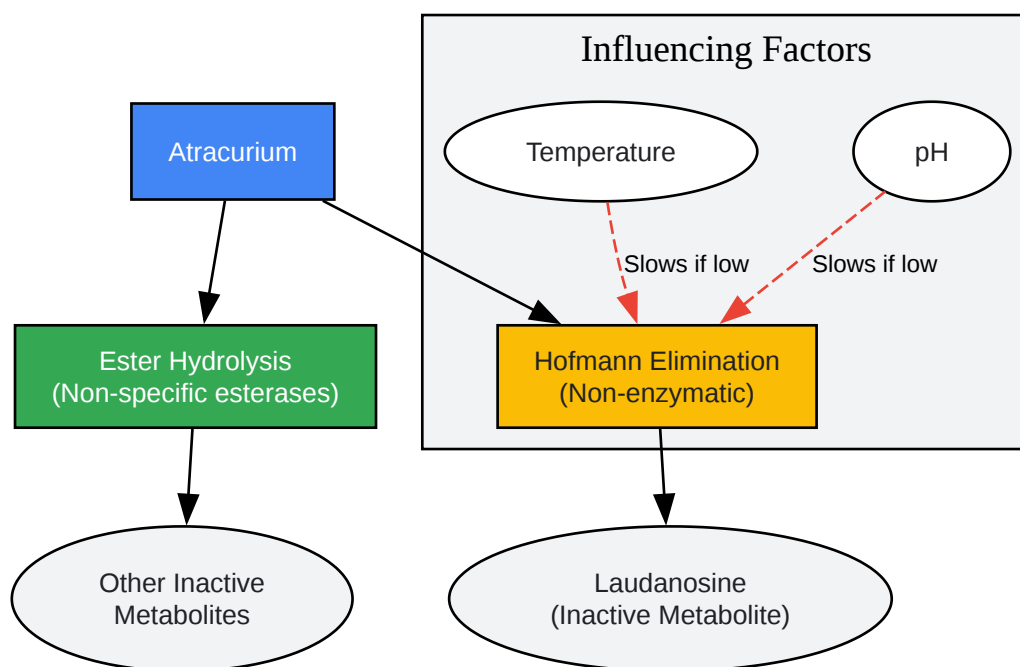 Influencing Factors
Atracurium
Temperature
pH
Slows if low
Slows if low
Ester Hydrolysis
(Non-specific esterases)
Hofmann Elimination
(Non-enzymatic)
Other Inactive
Metabolites
Laudanosine
(Inactive Metabolite)